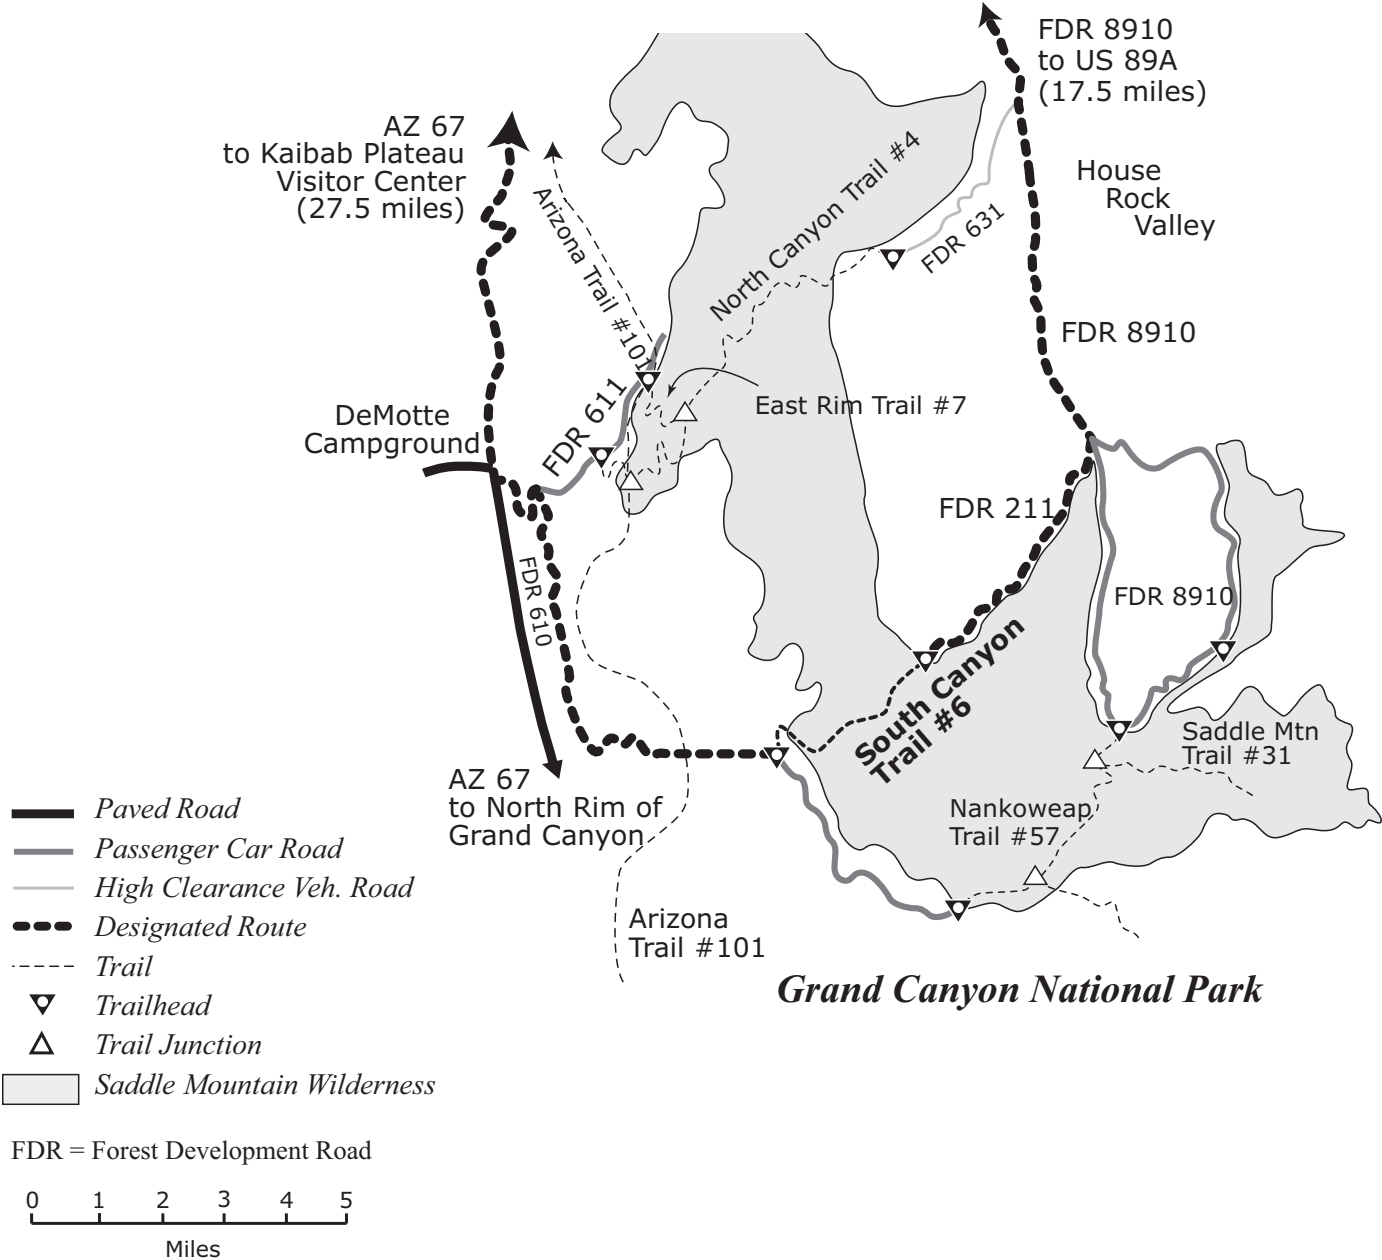 FDR 8910
to US 89A
(17.5 miles)
AZ 67
to Kaibab Plateau
Visitor Center
(27.5 miles)
Arizona Trail #101
North Canyon Trail #4
FDR 631
House
Rock
Valley
FDR 8910
FDR 611
East Rim Trail #7
DeMotte
Campground
FDR 211
FDR 610
FDR 8910
South Canyon
Trail #6
Saddle Mtn
Trail #31
AZ 67
to North Rim of
Grand Canyon
Nankoweap
Trail #57
Arizona
Trail #101
Grand Canyon National Park
Paved Road
Passenger Car Road
High Clearance Veh. Road
Designated Route
Trail
Trailhead
Trail Junction
Saddle Mountain Wilderness
FDR = Forest Development Road
0 1 2 3 4 5
Miles